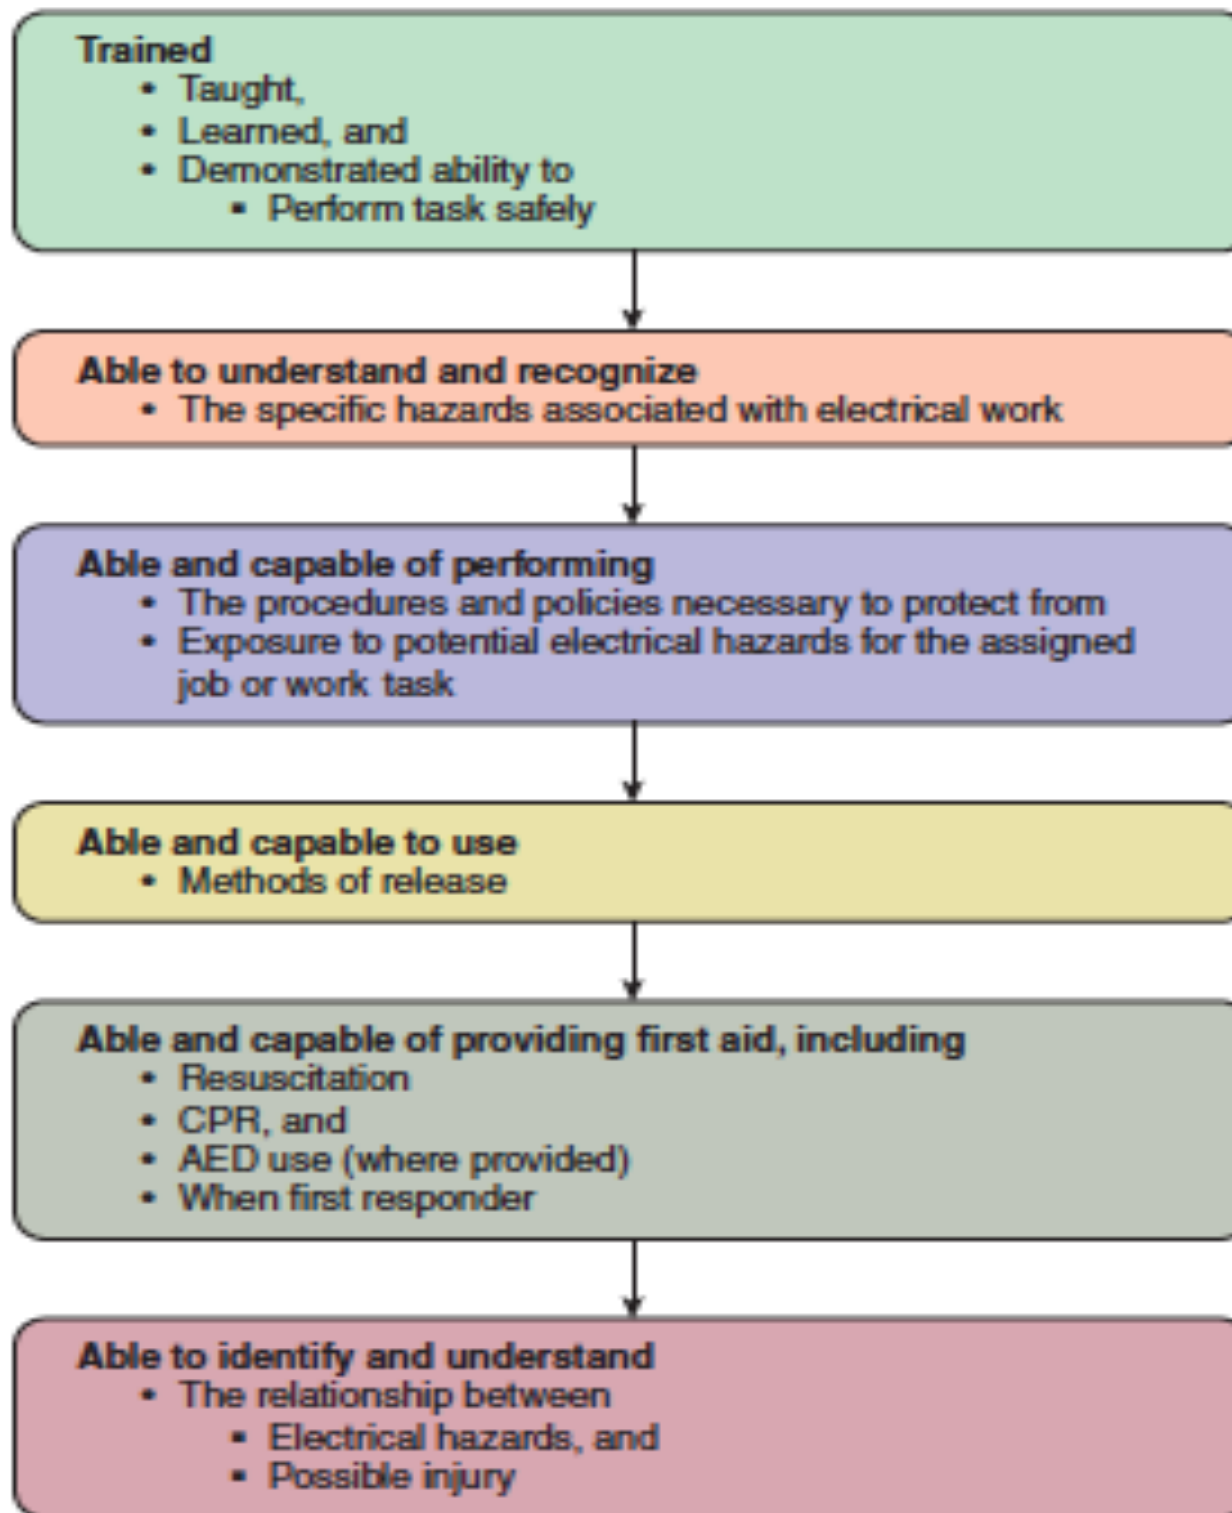 Trained
• Taught,
• Learned, and
• Demonstrated ability to
▪ Perform task safely
Able to understand and recognize
• The specific hazards associated with electrical work
Able and capable of performing
• The procedures and policies necessary to protect from
• Exposure to potential electrical hazards for the assigned
job or work task
Able and capable to use
• Methods of release
Able and capable of providing first aid, including
• Resuscitation
• CPR, and
• AED use (where provided)
• When first responder
Able to identify and understand
• The relationship between
▪ Electrical hazards, and
▪ Possible injury